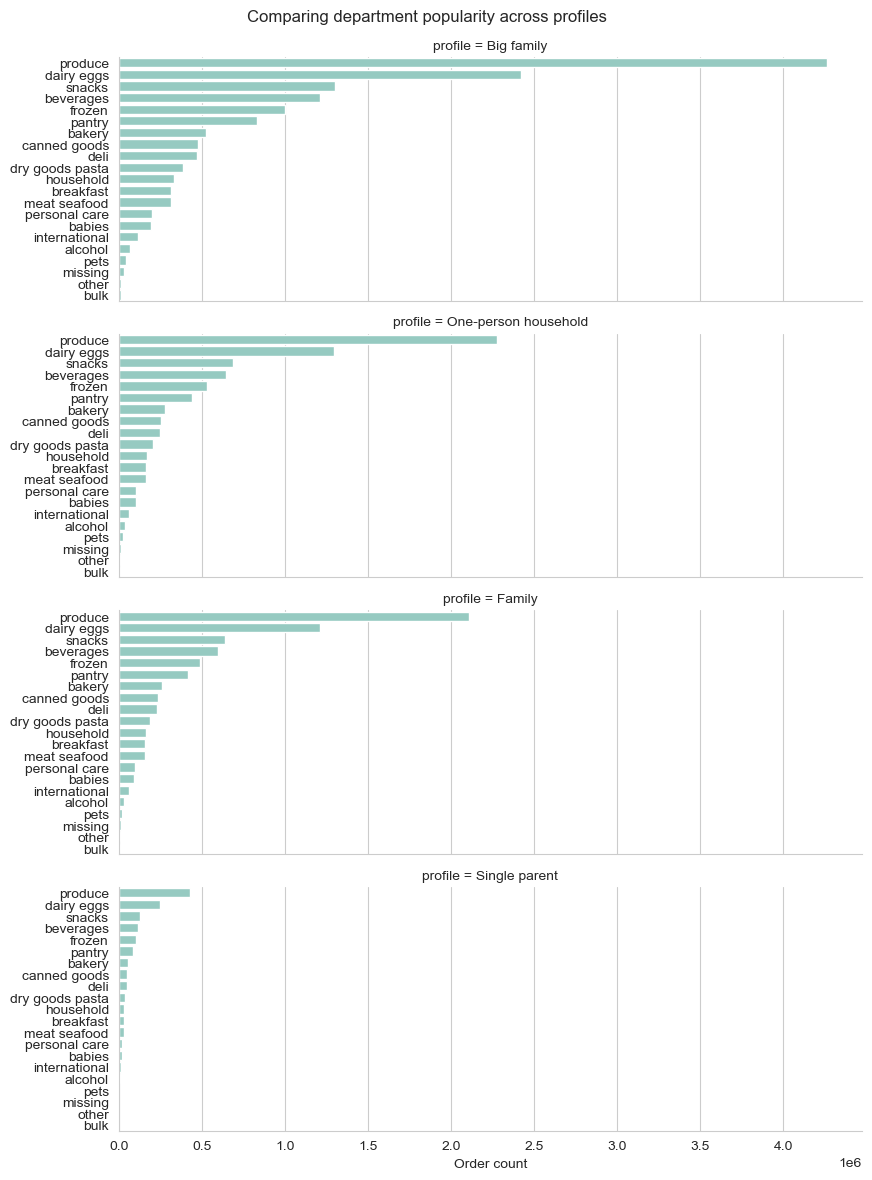 Comparing department popularity across profiles
profile = Big family
produce
dairy eggs
snacks
beverages
frozen
pantry
bakery
canned goods
deli
dry goods pasta
household
breakfast
meat seafood
personal care
babies
international
alcohol
pets
missing
other
bulk
profile = One-person household
produce
dairy eggs
snacks
beverages
frozen
pantry
bakery
canned goods
deli
dry goods pasta
household
breakfast
meat seafood
personal care
babies
international
alcohol
pets
missing
other
bulk
profile = Family
produce
dairy eggs
snacks
beverages
frozen
pantry
bakery
canned goods
deli
dry goods pasta
household
breakfast
meat seafood
personal care
babies
international
alcohol
pets
missing
other
bulk
profile = Single parent
produce
dairy eggs
snacks
beverages
frozen
pantry
bakery
canned goods
deli
dry goods pasta
household
breakfast
meat seafood
personal care
babies
international
alcohol
pets
missing
other
bulk
0.0 0.5 1.0 1.5 2.0 2.5 3.0 3.5 4.0
Order count 1e6